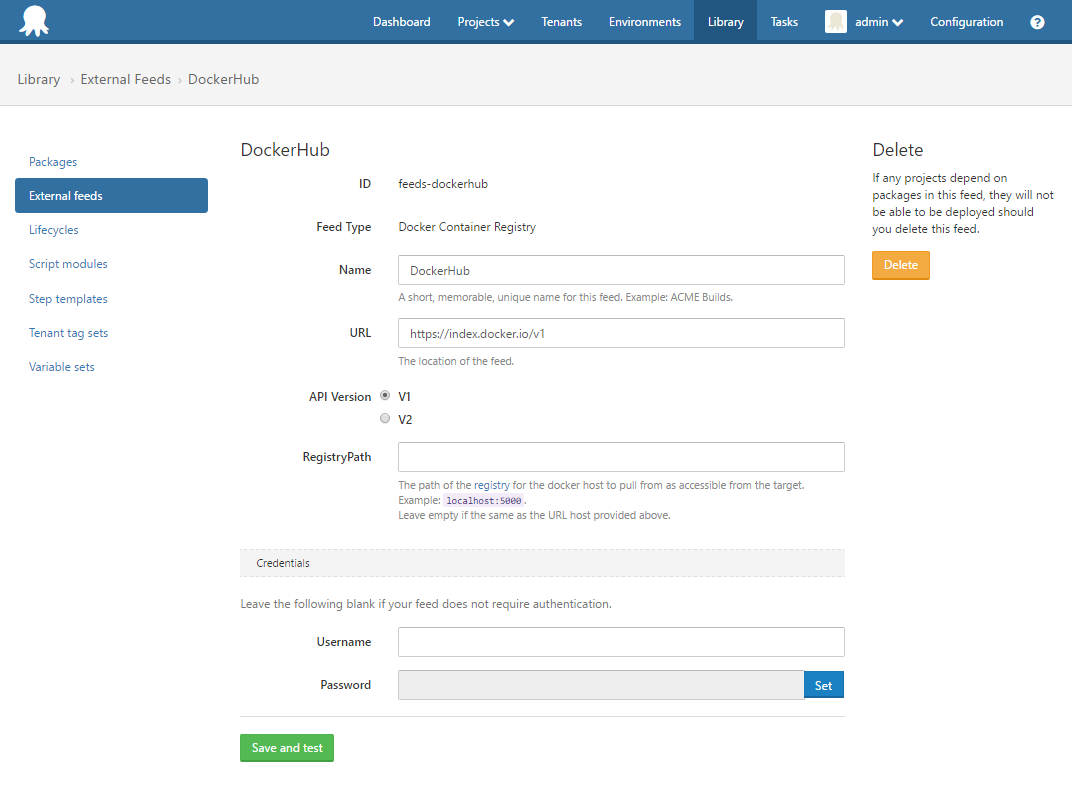 Dashboard Projects Tenants Environments Library Tasks admin Configuration ?
Library › External Feeds › DockerHub
Packages
External feeds
Lifecycles
Script modules
Step templates
Tenant tag sets
Variable sets
DockerHub
ID feeds-dockerhub
Feed Type Docker Container Registry
Name DockerHub
A short, memorable, unique name for this feed. Example: ACME Builds.
URL https://index.docker.io/v1
The location of the feed.
API Version V1
V2
RegistryPath
The path of the registry for the docker host to pull from as accessible from the target.
Example: localhost:5000.
Leave empty if the same as the URL host provided above.
Credentials
Leave the following blank if your feed does not require authentication.
Username
Password Set
Save and test
Delete
If any projects depend on
packages in this feed, they will not
be able to be deployed should
you delete this feed.
Delete